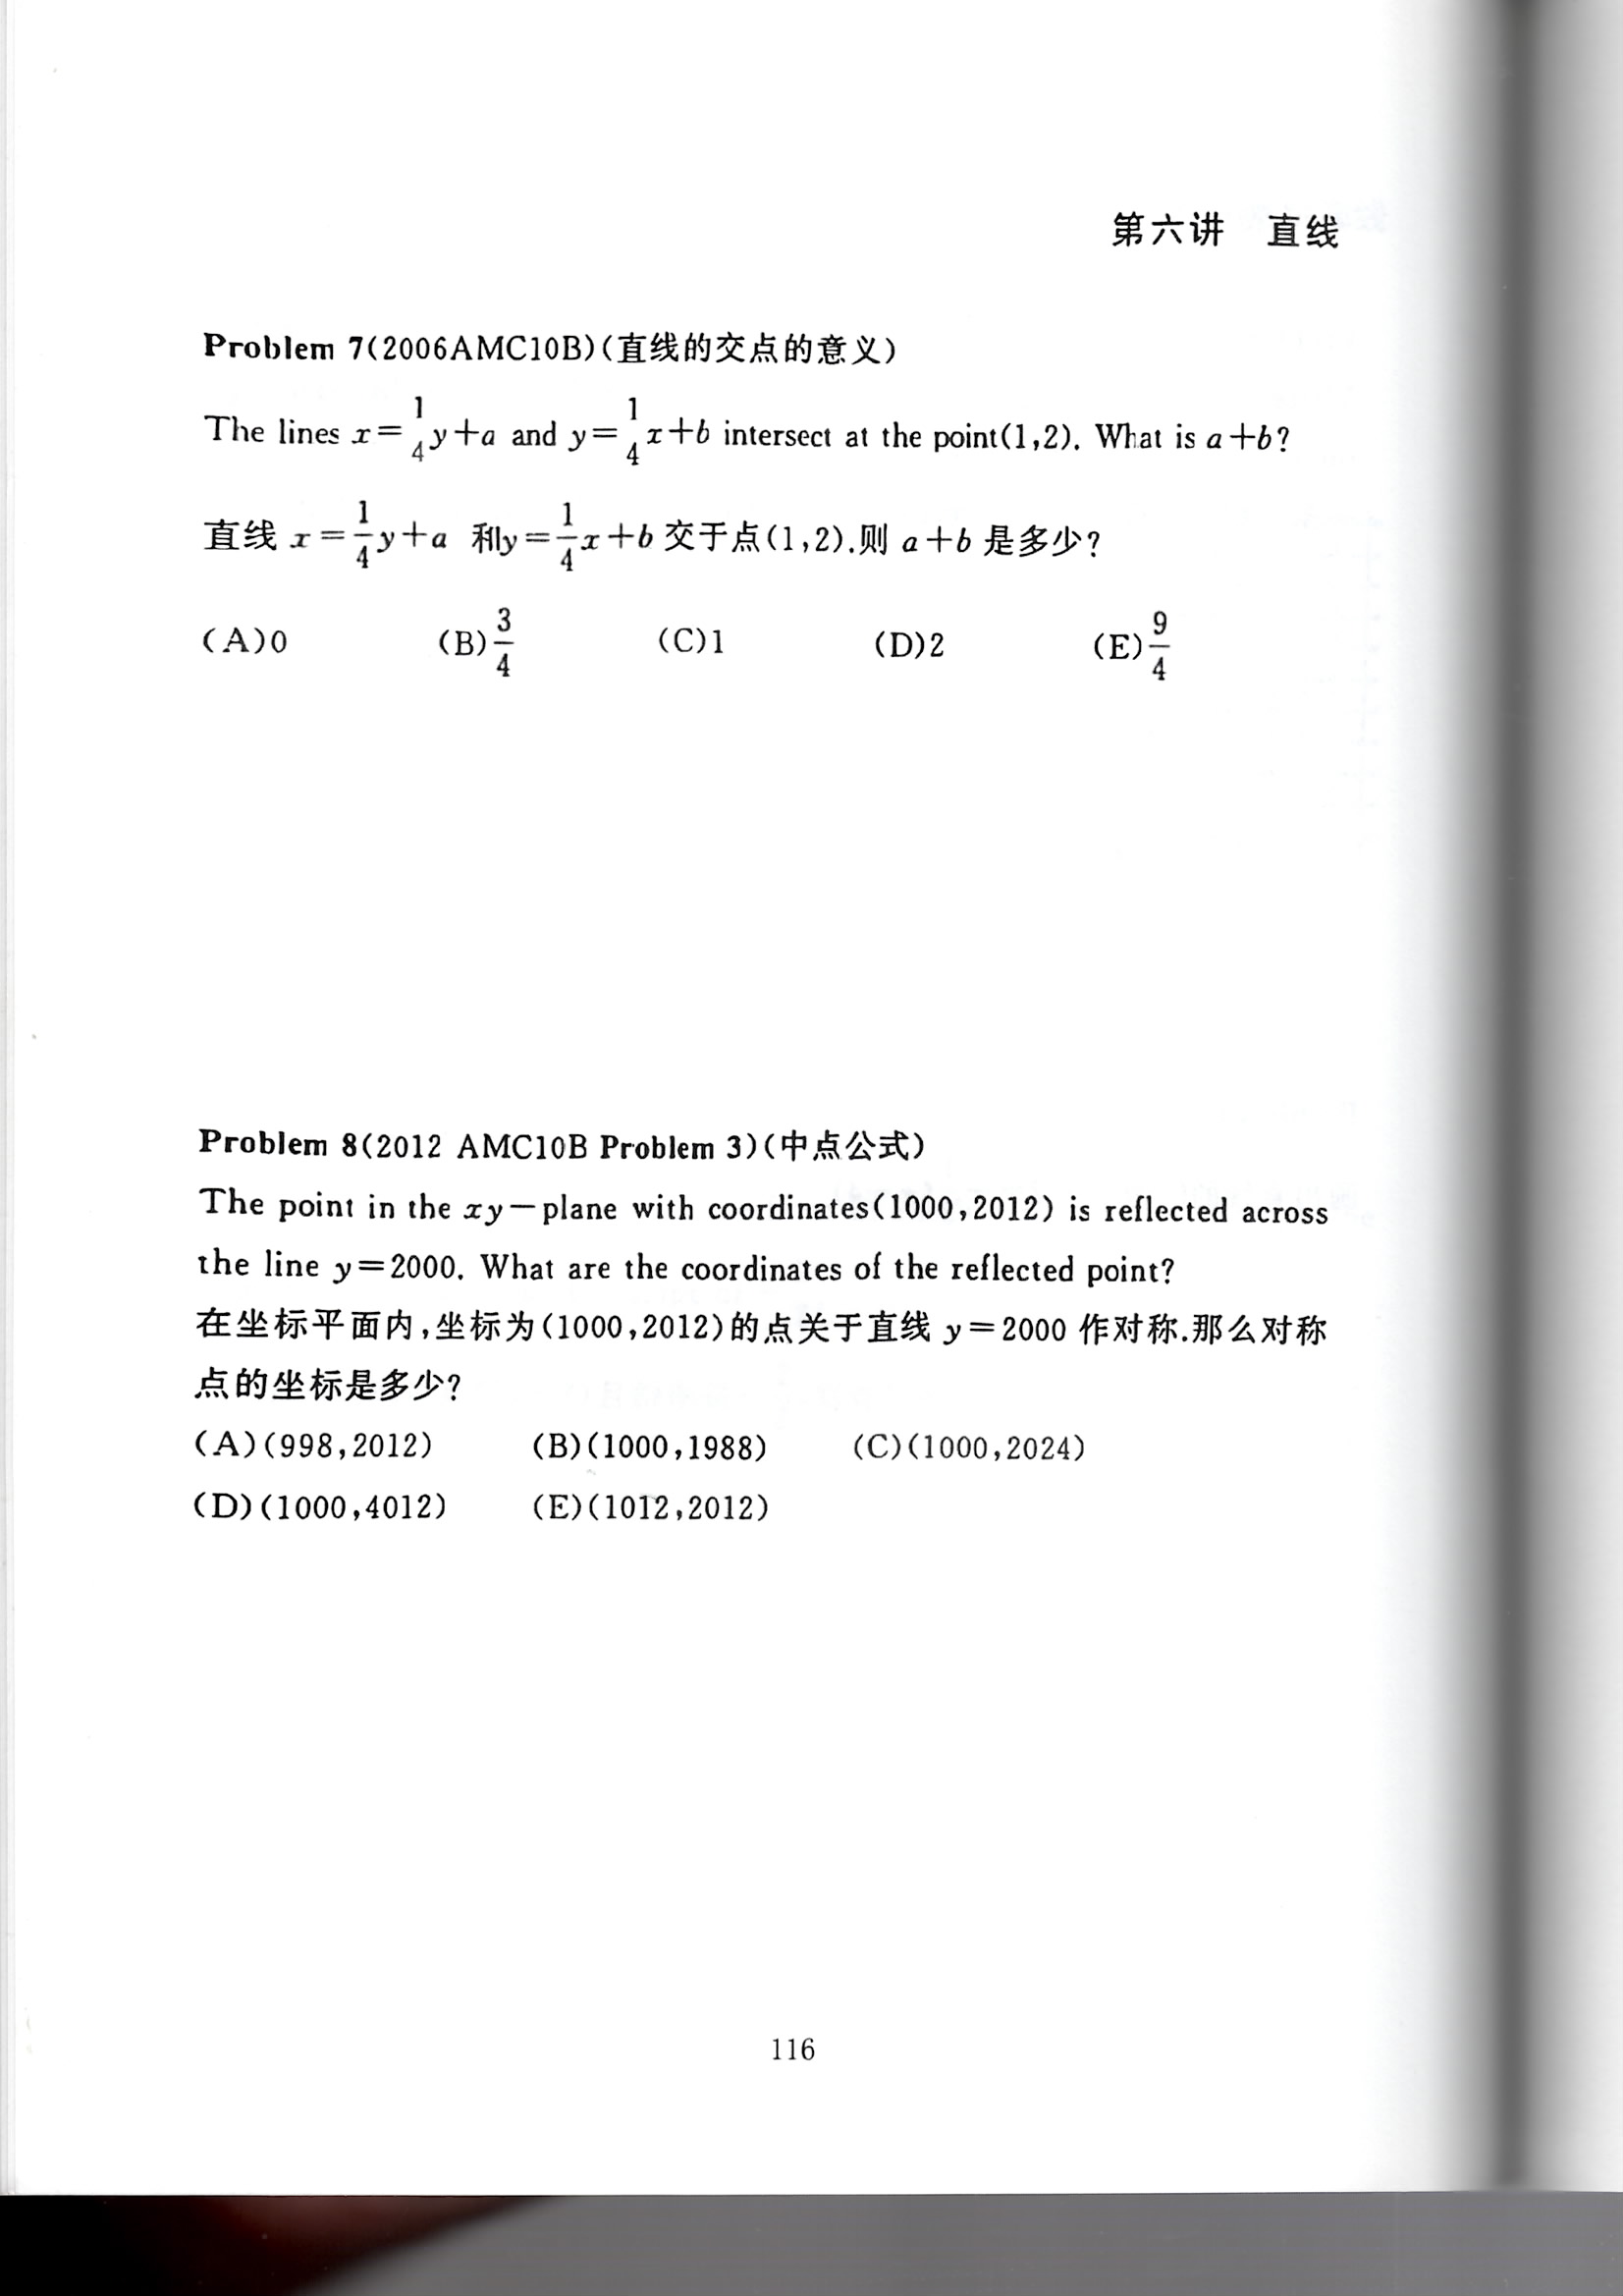 第六讲 直线
Problem 7(2006AMC10B)(直线的交点的意义)
The lines x=1/4 y+a and y=1/4 x+b intersect at the point(1,2). What is a+b?
直线 x=1/4 y+a 和y=1/4 x+b 交于点(1,2).则 a+b 是多少?
(A)0 (B)3/4 (C)1 (D)2 (E)9/4
Problem 8(2012 AMC10B Problem 3)(中点公式)
The point in the xy－plane with coordinates(1000,2012) is reflected across
the line y=2000. What are the coordinates of the reflected point?
在坐标平面内,坐标为(1000,2012)的点关于直线 y=2000 作对称.那么对称
点的坐标是多少?
(A)(998,2012) (B)(1000,1988) (C)(1000,2024)
(D)(1000,4012) (E)(1012,2012)
116